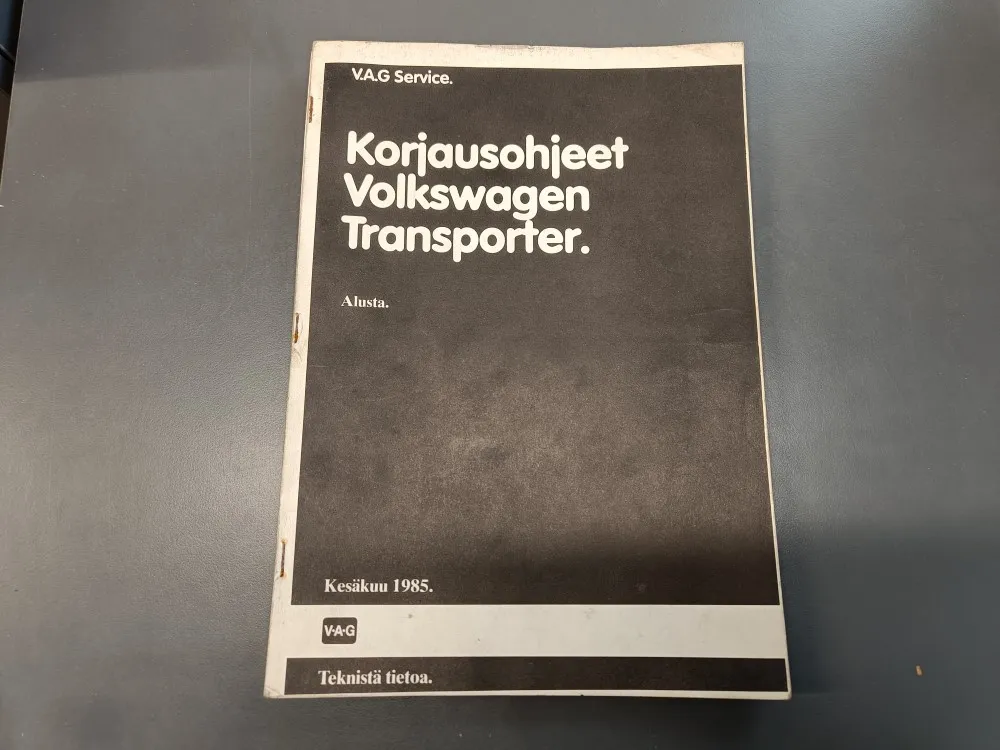 V.A.G Service.
Korjausohjeet
Volkswagen
Transporter.
Alusta.
Kesäkuu 1985.
V·A·G
Teknistä tietoa.